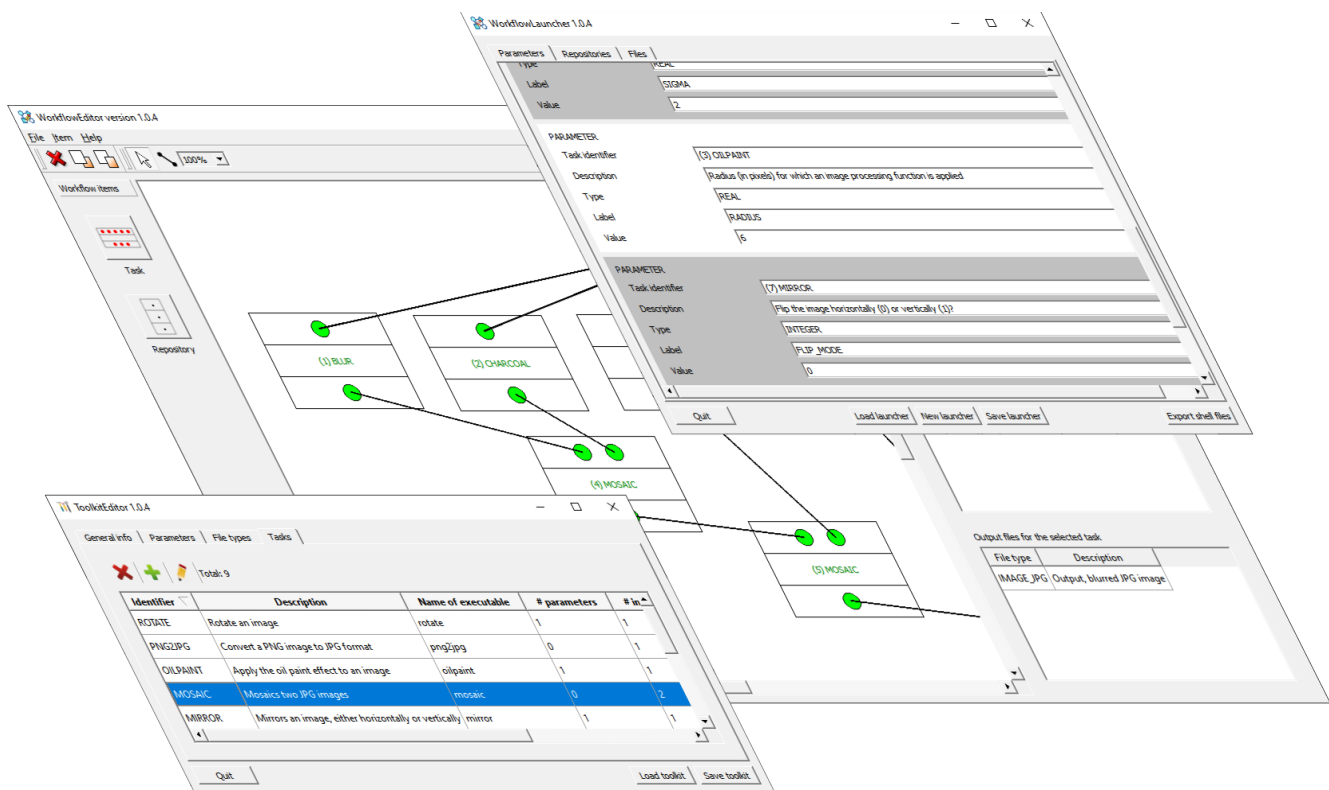 WorkflowLauncher 1.0.4
Parameters Repositories Files
Type REAL
Label SIGMA
Value 2
PARAMETER
Task identifier (3) OILPAINT
Description Radius (in pixels) for which an image processing function is applied.
Type REAL
Label RADIUS
Value 6
PARAMETER
Task identifier (7) MIRROR
Description Flip the image horizontally (0) or vertically (1)?
Type INTEGER
Label FLIP_MODE
Value 0
Quit Load launcher New launcher Save launcher Export shell files
WorkflowEditor version 1.0.4
File Item Help
100%
Workflow items
Task
Repository
(1) BLUR
(2) CHARCOAL
(4) MOSAIC
(5) MOSAIC
Output files for the selected task
File type Description
IMAGE_JPG Output, blurred JPG image
ToolkitEditor 1.0.4
General info Parameters File types Tasks
Total: 9
Identifier Description Name of executable # parameters # in
ROTATE Rotate an image rotate 1 1
PNG2JPG Convert a PNG image to JPG format png2jpg 0 1
OILPAINT Apply the oil paint effect to an image oilpaint 1 1
MOSAIC Mosaics two JPG images mosaic 0 2
MIRROR Mirrors an image, either horizontally or vertically mirror 1 1
Quit Load toolkit Save toolkit